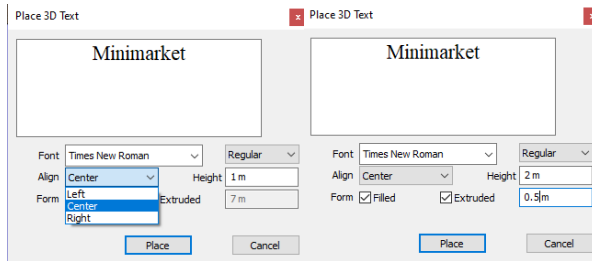 Place 3D Text
x
Minimarket
Font Times New Roman Regular
Align Center Height 1 m
Left
Center
Right
Form Extruded 7 m
Place Cancel
Place 3D Text
x
Minimarket
Font Times New Roman Regular
Align Center Height 2 m
Form Filled Extruded 0.5 m
Place Cancel